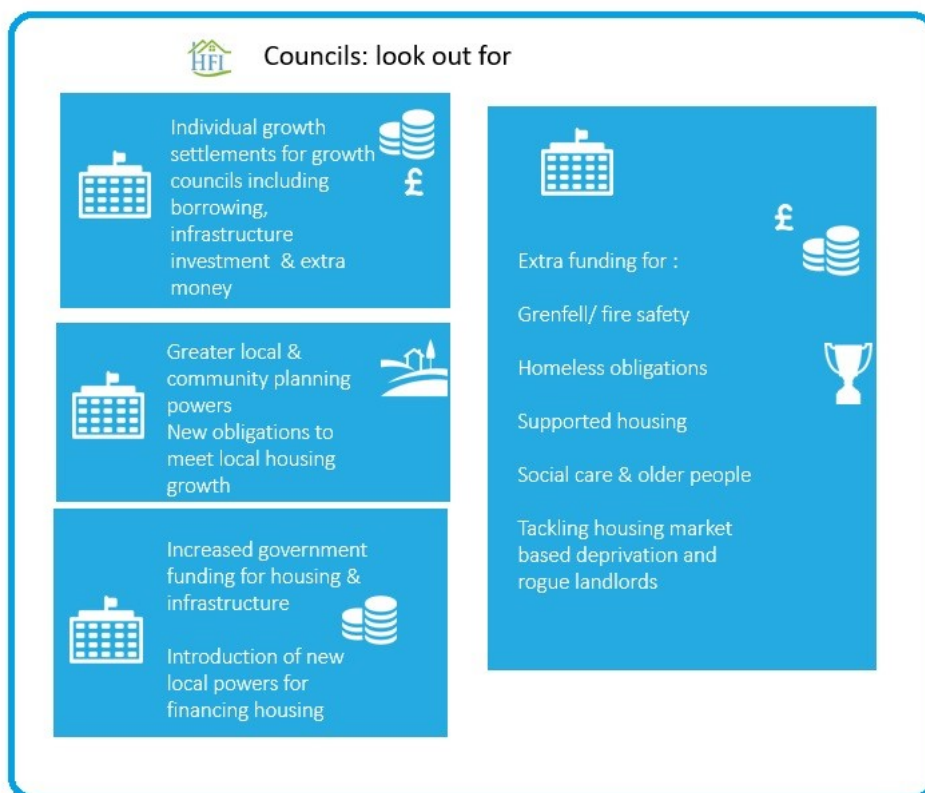 HFI
Councils: look out for
Individual growth
settlements for growth
councils including
borrowing,
infrastructure
investment & extra
money
£
Greater local &
community planning
powers
New obligations to
meet local housing
growth
Increased government
funding for housing &
infrastructure
Introduction of new
local powers for
financing housing
£
Extra funding for :
Grenfell/ fire safety
Homeless obligations
Supported housing
Social care & older people
Tackling housing market
based deprivation and
rogue landlords